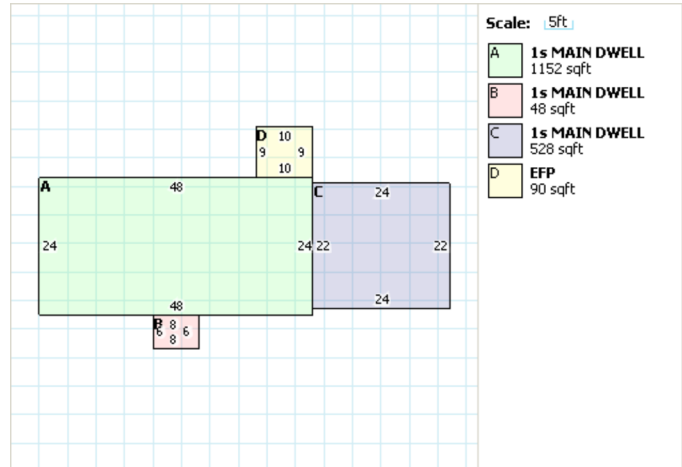 Scale: 5ft
A 1s MAIN DWELL
1152 sqft
B 1s MAIN DWELL
48 sqft
C 1s MAIN DWELL
528 sqft
D EFP
90 sqft
D 10
9 9
10
A 48
C 24
24 24 22 22
48
24
B 8
6 6
8